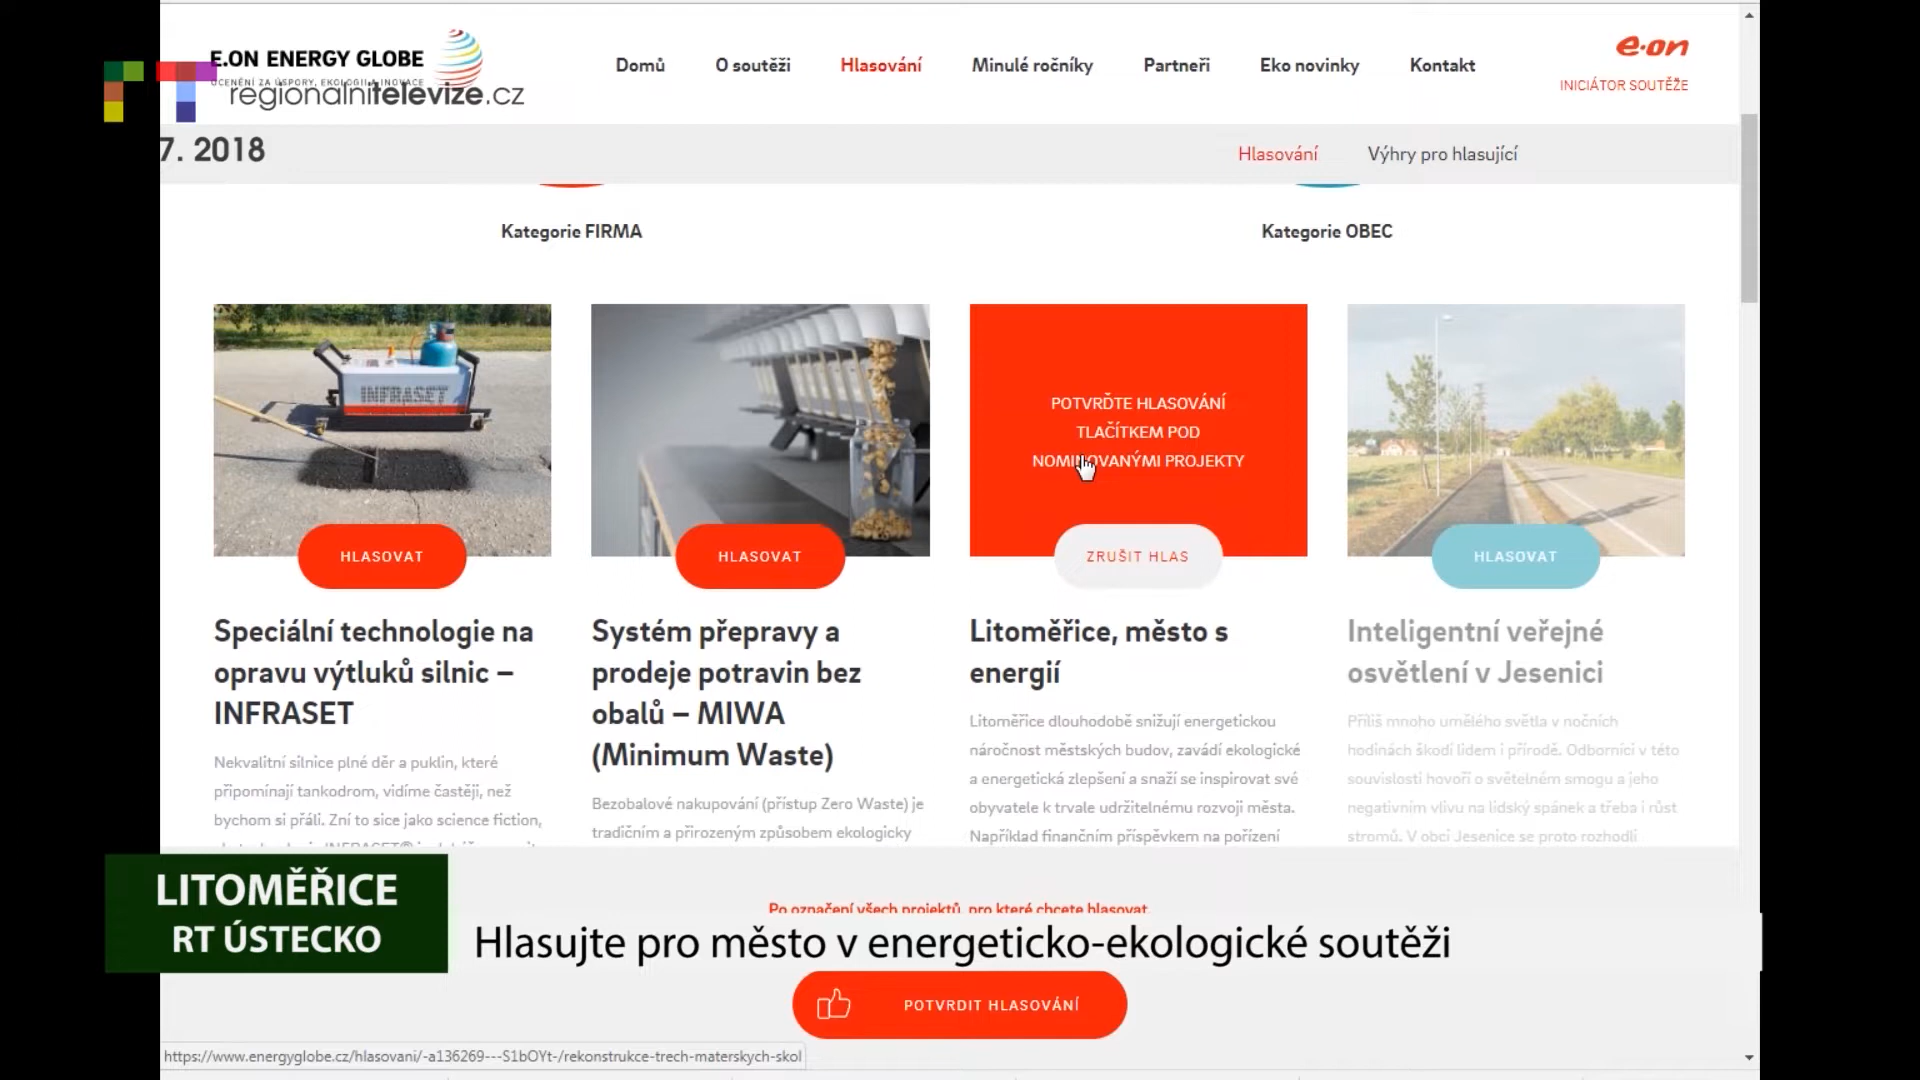 E.ON ENERGY GLOBE
OCENĚNÍ ZA ÚSPORY, EKOLOGII A INOVACE
regionalnitelevize.cz
Domů
O soutěži
Hlasování
Minulé ročníky
Partneři
Eko novinky
Kontakt
e·on
INICIÁTOR SOUTĚŽE
7. 2018
Hlasování
Výhry pro hlasující
Kategorie FIRMA
Kategorie OBEC
INFRASET
HLASOVAT
Speciální technologie na
opravu výtluků silnic –
INFRASET
Nekvalitní silnice plné děr a puklin, které
připomínají tankodrom, vidíme častěji, než
bychom si přáli. Zní to sice jako science fiction,
HLASOVAT
Systém přepravy a
prodeje potravin bez
obalů – MIWA
(Minimum Waste)
Bezobalové nakupování (přístup Zero Waste) je
tradičním a přirozeným způsobem ekologicky
POTVRĎTE HLASOVÁNÍ
TLAČÍTKEM POD
NOMINOVANÝMI PROJEKTY
ZRUŠIT HLAS
Litoměřice, město s
energií
Litoměřice dlouhodobě snižují energetickou
náročnost městských budov, zavádí ekologické
a energetická zlepšení a snaží se inspirovat své
obyvatele k trvale udržitelnému rozvoji města.
Například finančním příspěvkem na pořízení
HLASOVAT
Inteligentní veřejné
osvětlení v Jesenici
Příliš mnoho umělého světla v nočních
hodinách škodí lidem i přírodě. Odborníci v této
souvislosti hovoří o světelném smogu a jeho
negativním vlivu na lidský spánek a třeba i růst
stromů. V obci Jesenice se proto rozhodli
Po označení všech projektů, pro které chcete hlasovat,
LITOMĚŘICE
RT ÚSTECKO
Hlasujte pro město v energeticko-ekologické soutěži
POTVRDIT HLASOVÁNÍ
https://www.energyglobe.cz/hlasovani/-a136269---S1bOYt-/rekonstrukce-trech-materskych-skol